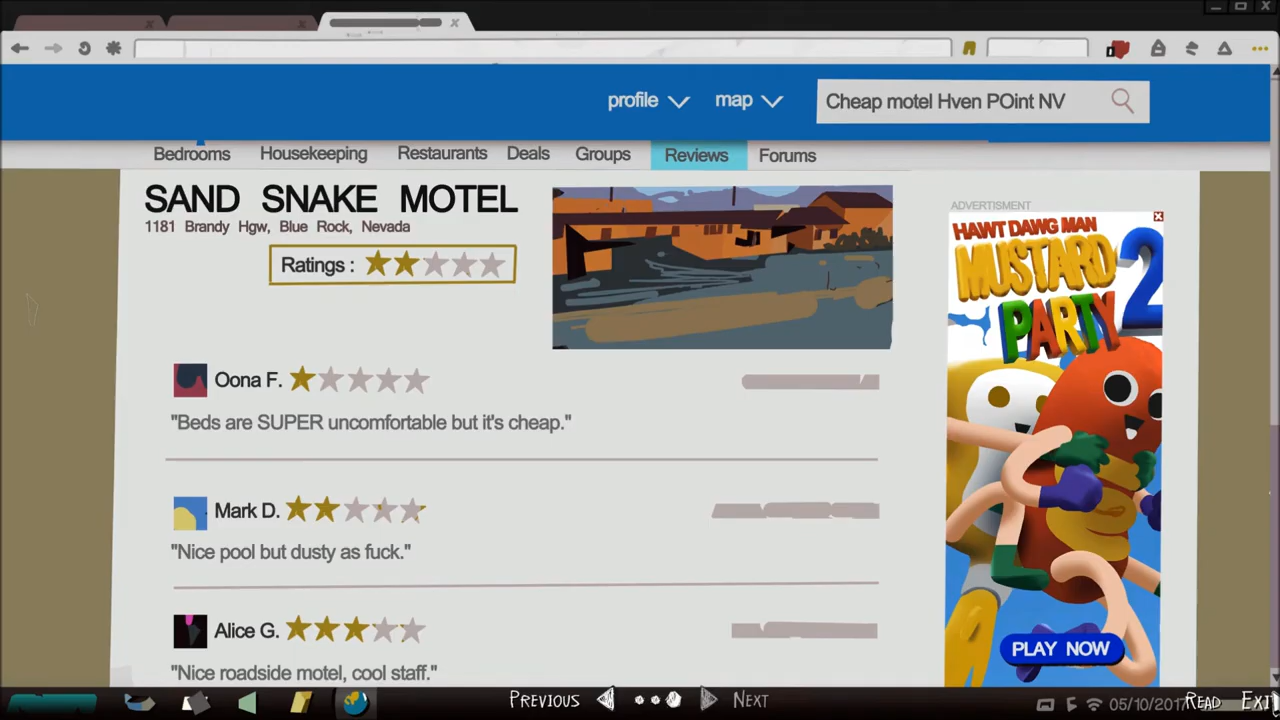 profile map Cheap motel Hven POint NV
Bedrooms Housekeeping Restaurants Deals Groups Reviews Forums
SAND SNAKE MOTEL
1181 Brandy Hgw, Blue Rock, Nevada
Ratings :
Oona F.
"Beds are SUPER uncomfortable but it's cheap."
Mark D.
"Nice pool but dusty as fuck."
Alice G.
"Nice roadside motel, cool staff."
ADVERTISMENT
HAWT DAWG MAN
MUSTARD 2
PARTY
PLAY NOW
PREVIOUS NEXT 05/10/2017 READ EXIT